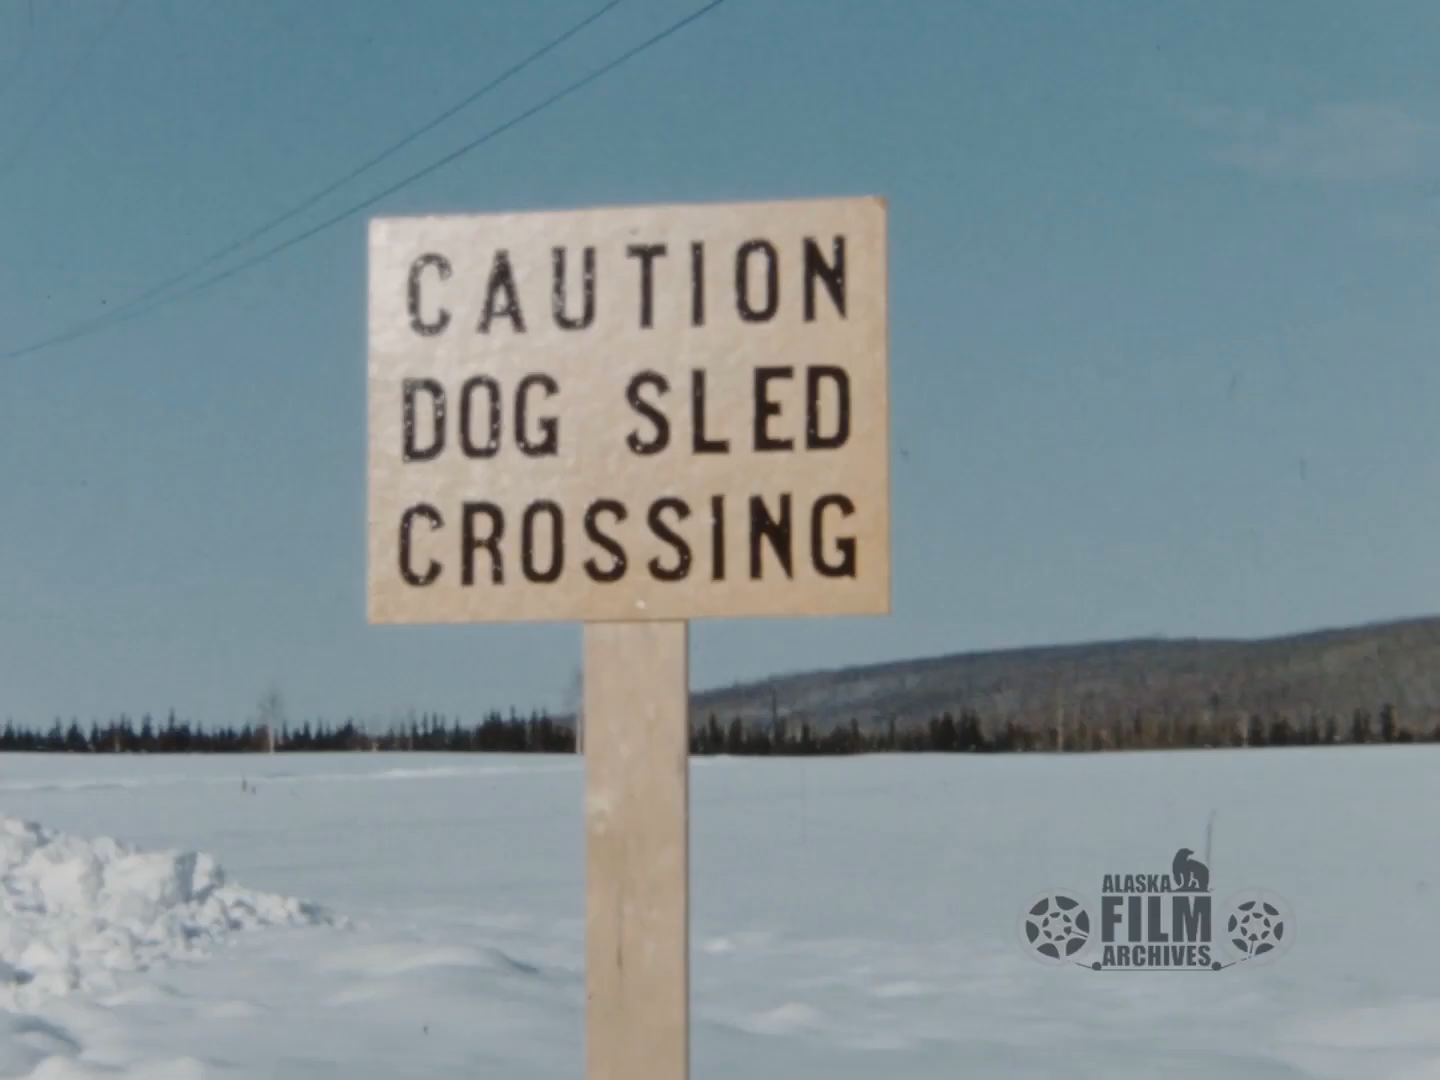 CAUTION
DOG SLED
CROSSING
ALASKA
FILM
ARCHIVES